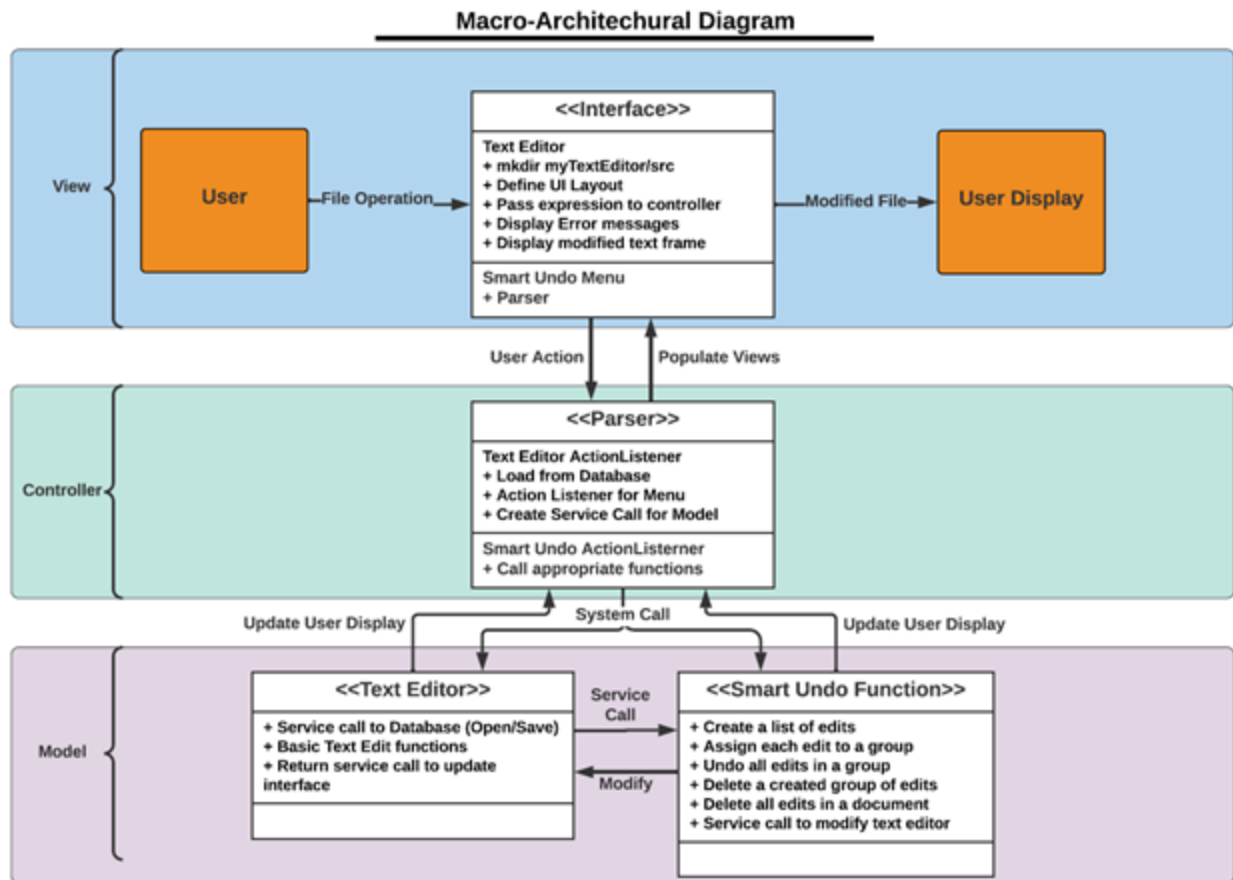 Macro-Architechural Diagram
View
User
File Operation
<<Interface>>
Text Editor
+ mkdir myTextEditor/src
+ Define UI Layout
+ Pass expression to controller
+ Display Error messages
+ Display modified text frame
Smart Undo Menu
+ Parser
Modified File
User Display
User Action
Populate Views
Controller
<<Parser>>
Text Editor ActionListener
+ Load from Database
+ Action Listener for Menu
+ Create Service Call for Model
Smart Undo ActionListerner
+ Call appropriate functions
Update User Display
System Call
Update User Display
Model
<<Text Editor>>
+ Service call to Database (Open/Save)
+ Basic Text Edit functions
+ Return service call to update
interface
Service
Call
Modify
<<Smart Undo Function>>
+ Create a list of edits
+ Assign each edit to a group
+ Undo all edits in a group
+ Delete a created group of edits
+ Delete all edits in a document
+ Service call to modify text editor